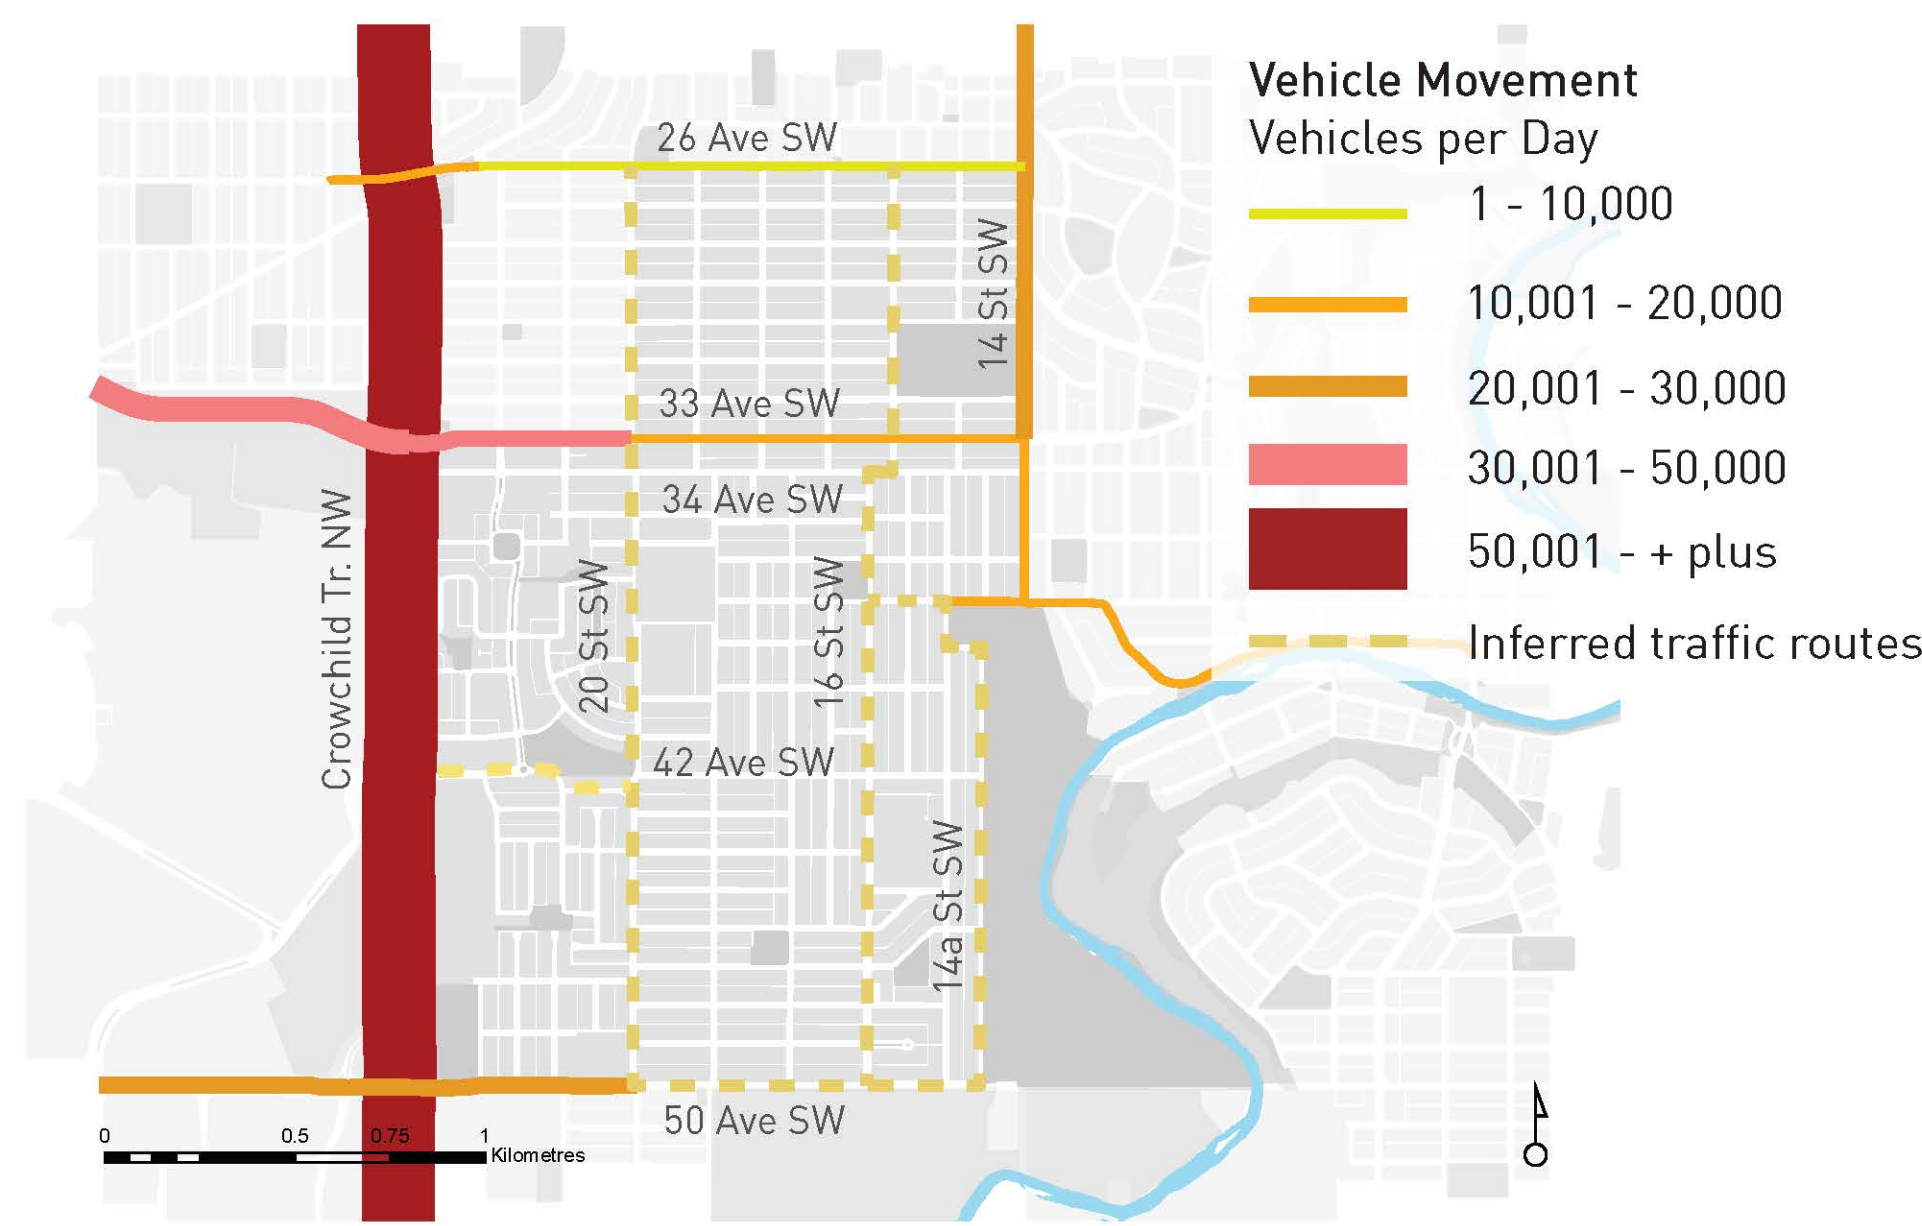 Vehicle Movement
Vehicles per Day
1 - 10,000
10,001 - 20,000
20,001 - 30,000
30,001 - 50,000
50,001 - + plus
Inferred traffic routes
26 Ave SW
14 St SW
33 Ave SW
34 Ave SW
Crowchild Tr. NW
20 St SW
16 St SW
42 Ave SW
14a St SW
50 Ave SW
0 0.5 0.75 1
Kilometres